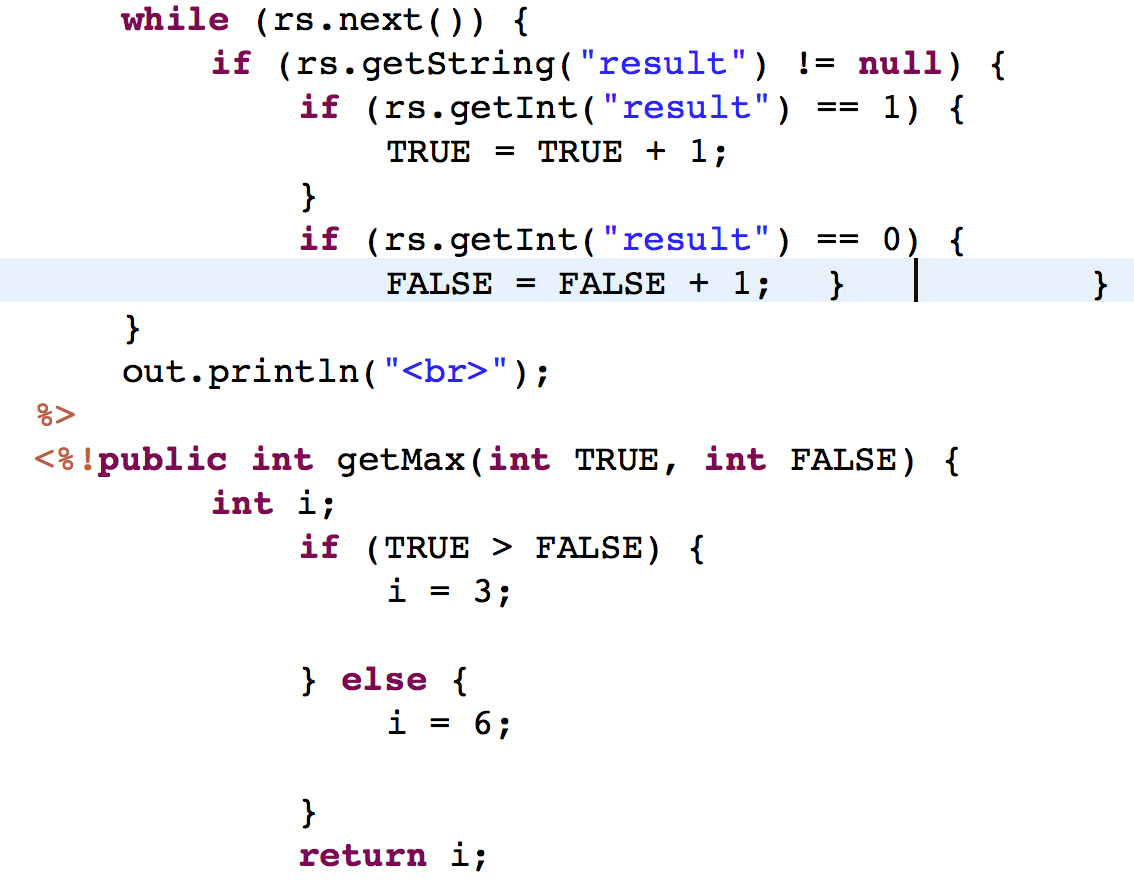 while (rs.next()) {
if (rs.getString("result") != null) {
if (rs.getInt("result") == 1) {
TRUE = TRUE + 1;
}
if (rs.getInt("result") == 0) {
FALSE = FALSE + 1; } }
}
out.println("<br>");
%>
<%!public int getMax(int TRUE, int FALSE) {
int i;
if (TRUE > FALSE) {
i = 3;
} else {
i = 6;
}
return i;